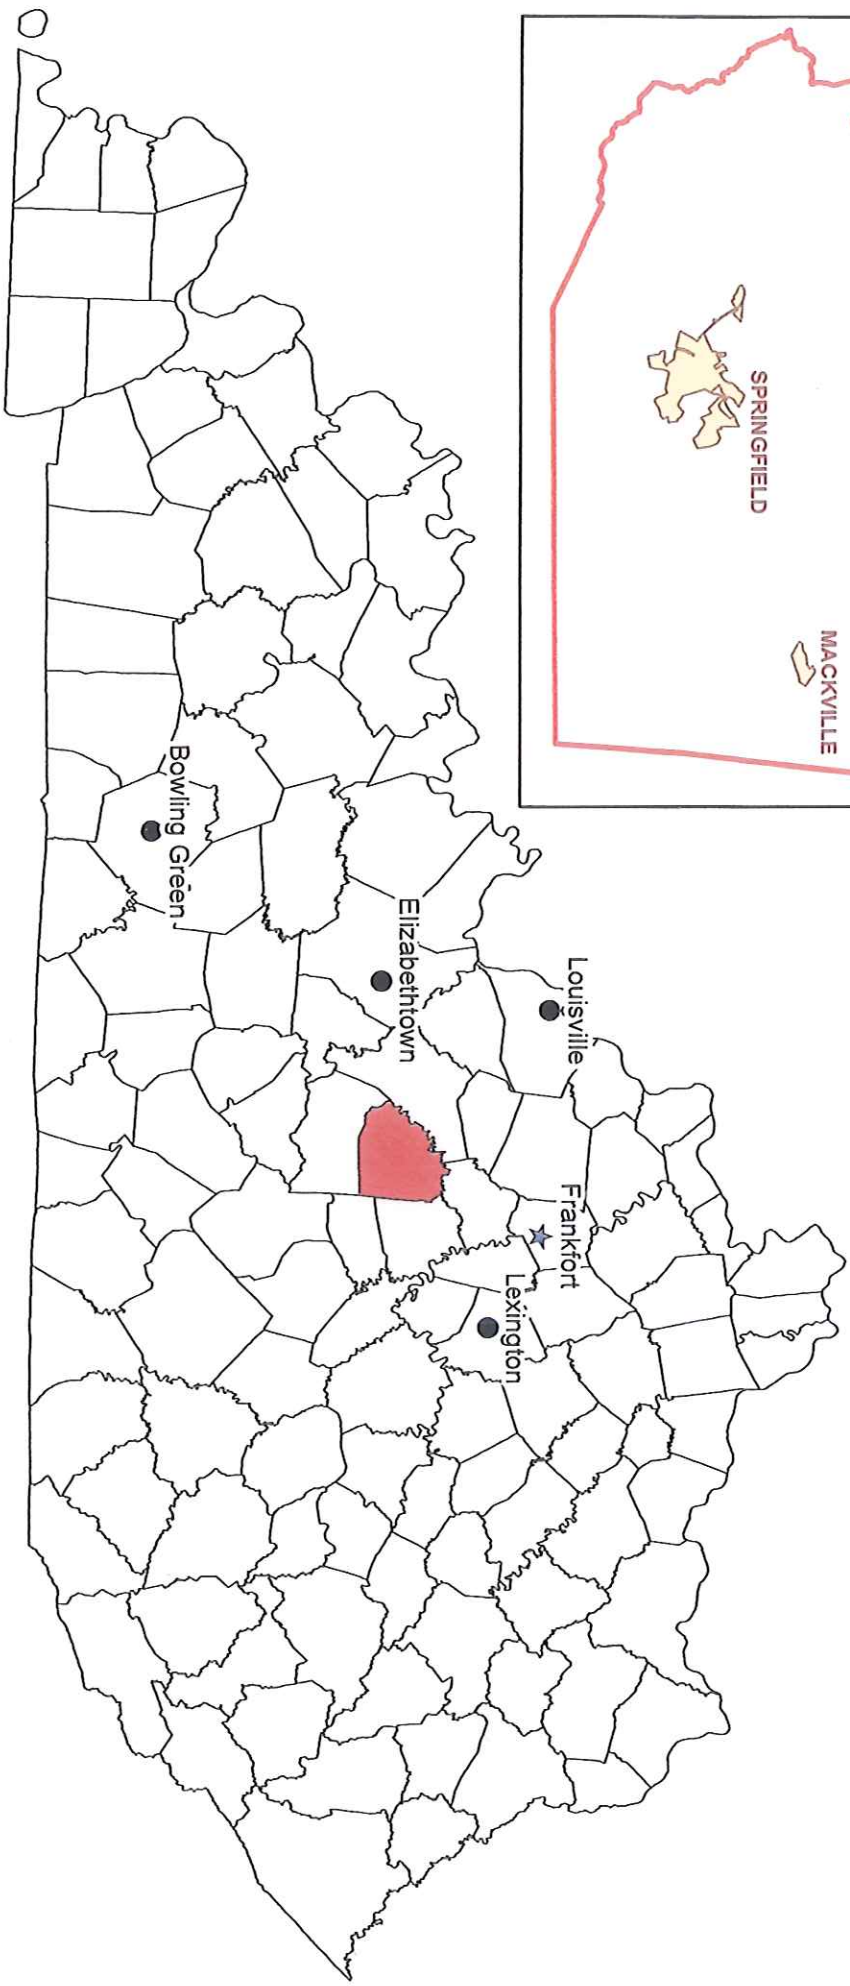 SPRINGFIELD
MACKVILLE
Louisville
Frankfort
Lexington
Elizabethtown
Bowling Green